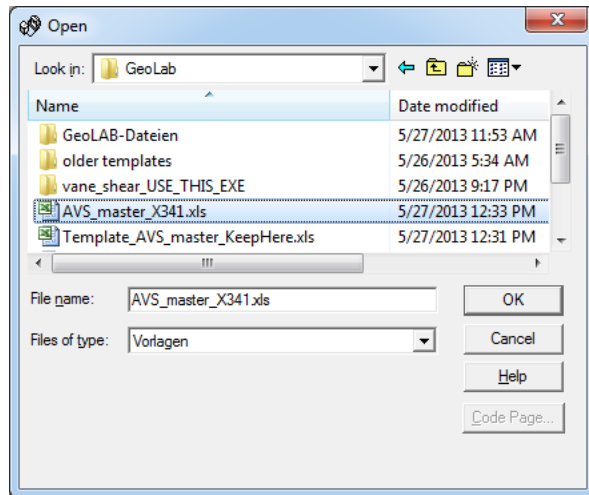 Open
Look in: GeoLab
Name Date modified
GeoLAB-Dateien 5/27/2013 11:53 AM
older templates 5/26/2013 5:34 AM
vane_shear_USE_THIS_EXE 5/26/2013 9:17 PM
AVS_master_X341.xls 5/27/2013 12:33 PM
Template_AVS_master_KeepHere.xls 5/27/2013 12:31 PM
File name: AVS_master_X341.xls OK
Files of type: Vorlagen Cancel
Help
Code Page...